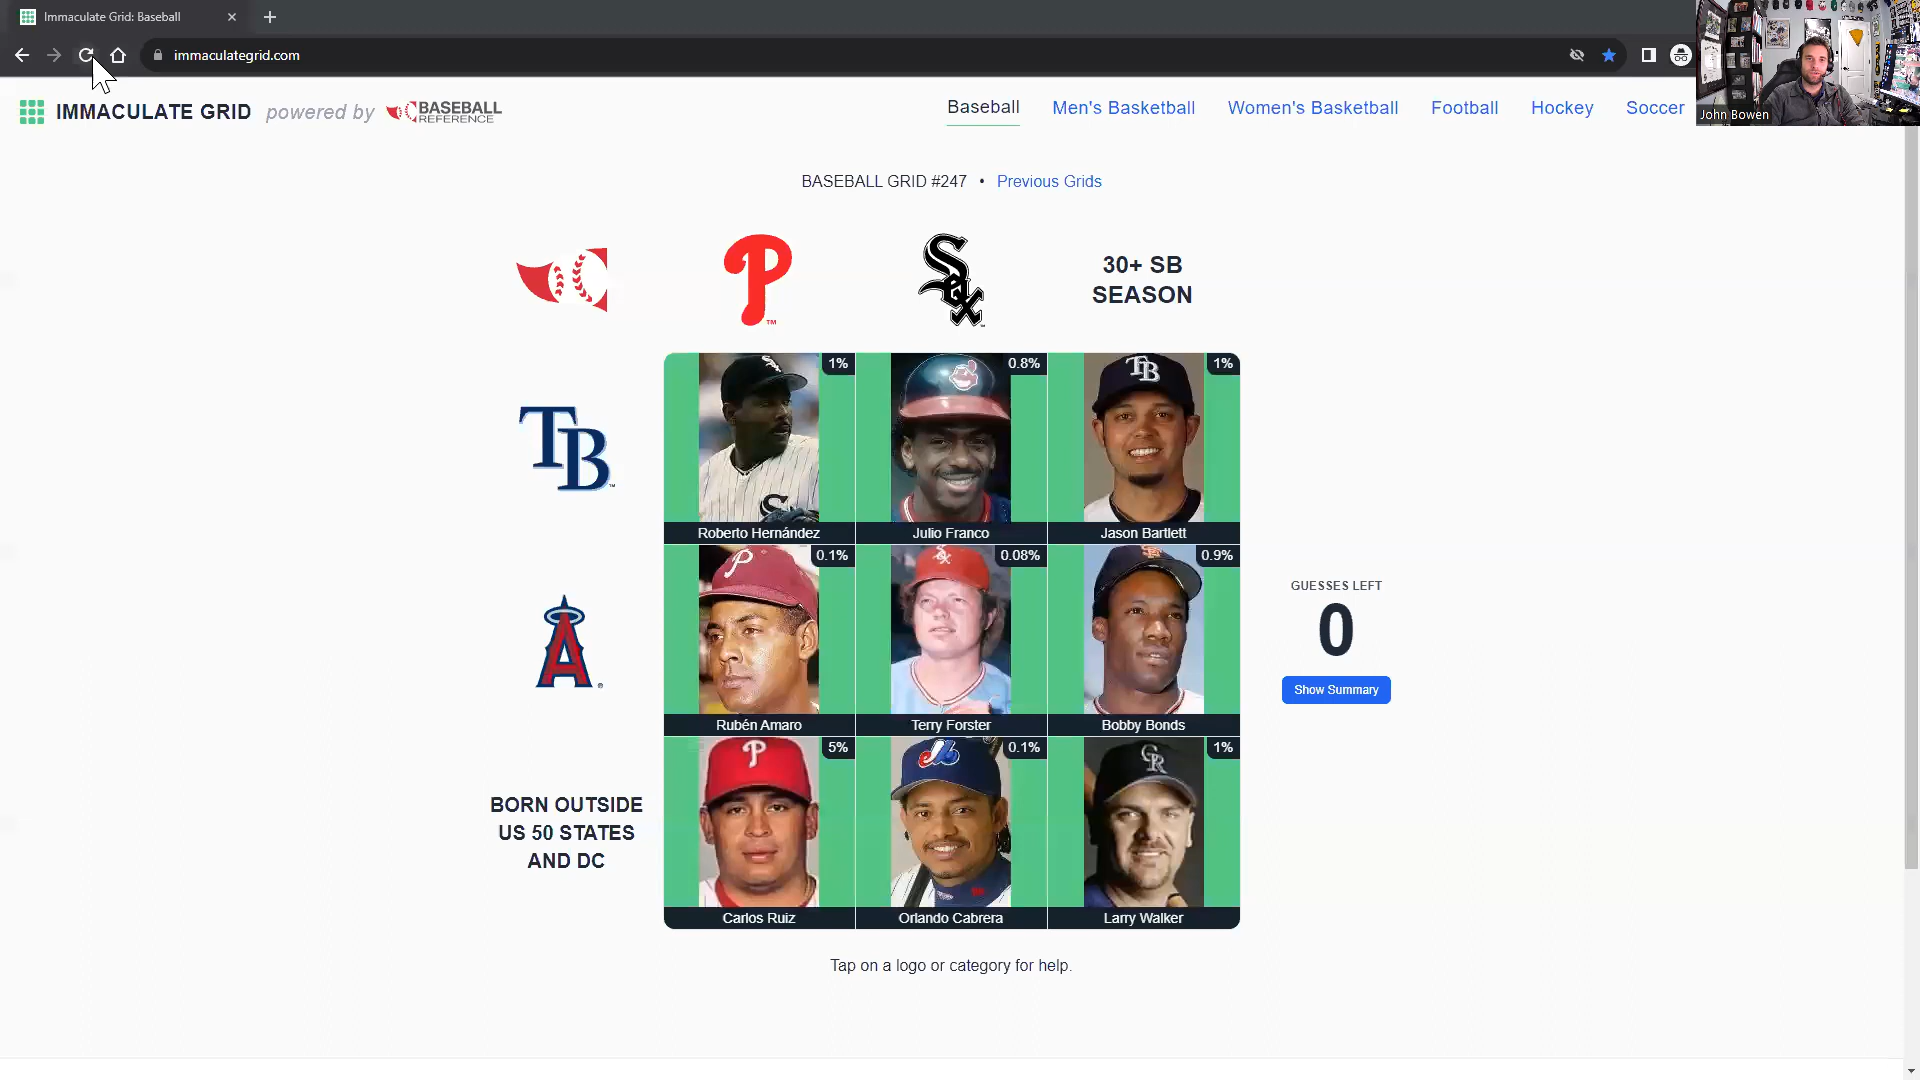 Immaculate Grid: Baseball
immaculategrid.com
John Bowen
IMMACULATE GRID powered by BASEBALL REFERENCE
Baseball Men's Basketball Women's Basketball Football Hockey Soccer
BASEBALL GRID #247 • Previous Grids
P ™
Sox
30+ SB
SEASON
TB ™
1%
0.8%
1%
Roberto Hernández
Julio Franco
Jason Bartlett
A ®
0.1%
0.08%
0.9%
Rubén Amaro
Terry Forster
Bobby Bonds
GUESSES LEFT
0
Show Summary
BORN OUTSIDE
US 50 STATES
AND DC
5%
0.1%
1%
Carlos Ruiz
Orlando Cabrera
Larry Walker
Tap on a logo or category for help.